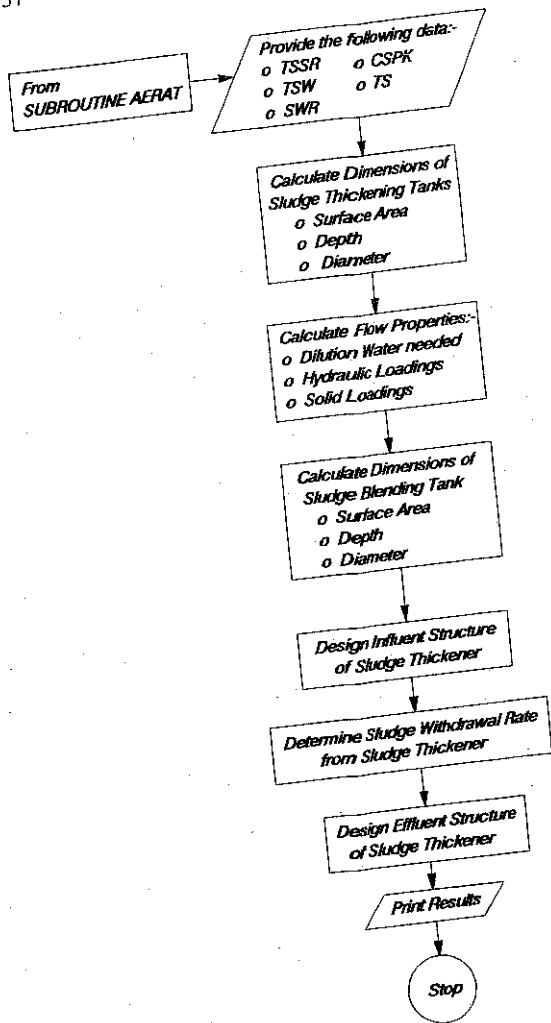 Provide the following data:-
o TSSR o CSPK
o TSW o TS
o SWR
From
SUBROUTINE AERAT
Calculate Dimensions of
Sludge Thickening Tanks
o Surface Area
o Depth
o Diameter
Calculate Flow Properties:-
o Dilution Water needed
o Hydraulic Loadings
o Solid Loadings
Calculate Dimensions of
Sludge Blending Tank
o Surface Area
o Depth
o Diameter
Design Influent Structure
of Sludge Thickener
Determine Sludge Withdrawal Rate
from Sludge Thickener
Design Effluent Structure
of Sludge Thickener
Print Results
Stop